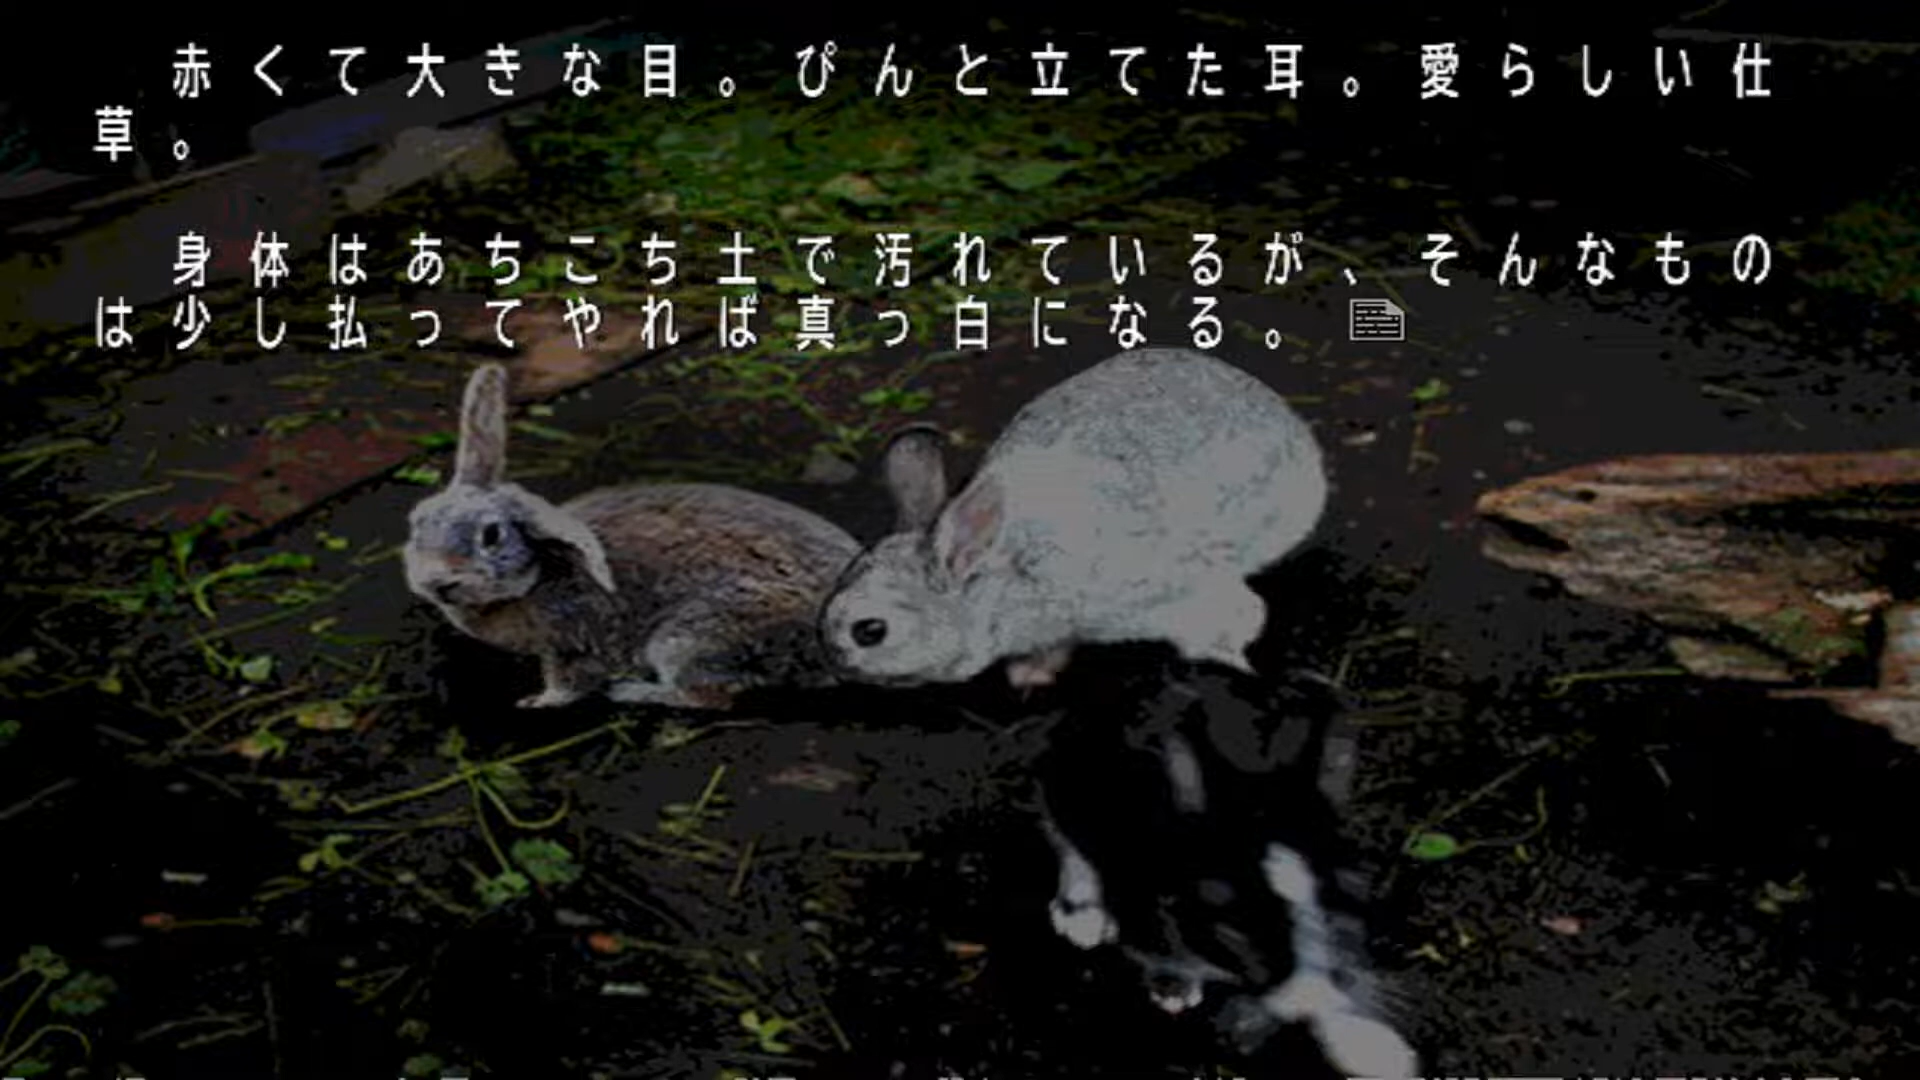 赤くて大きな目。ぴんと立てた耳。愛らしい仕
草。
身体はあちこち土で汚れているが、そんなもの
は少し払ってやれば真っ白になる。